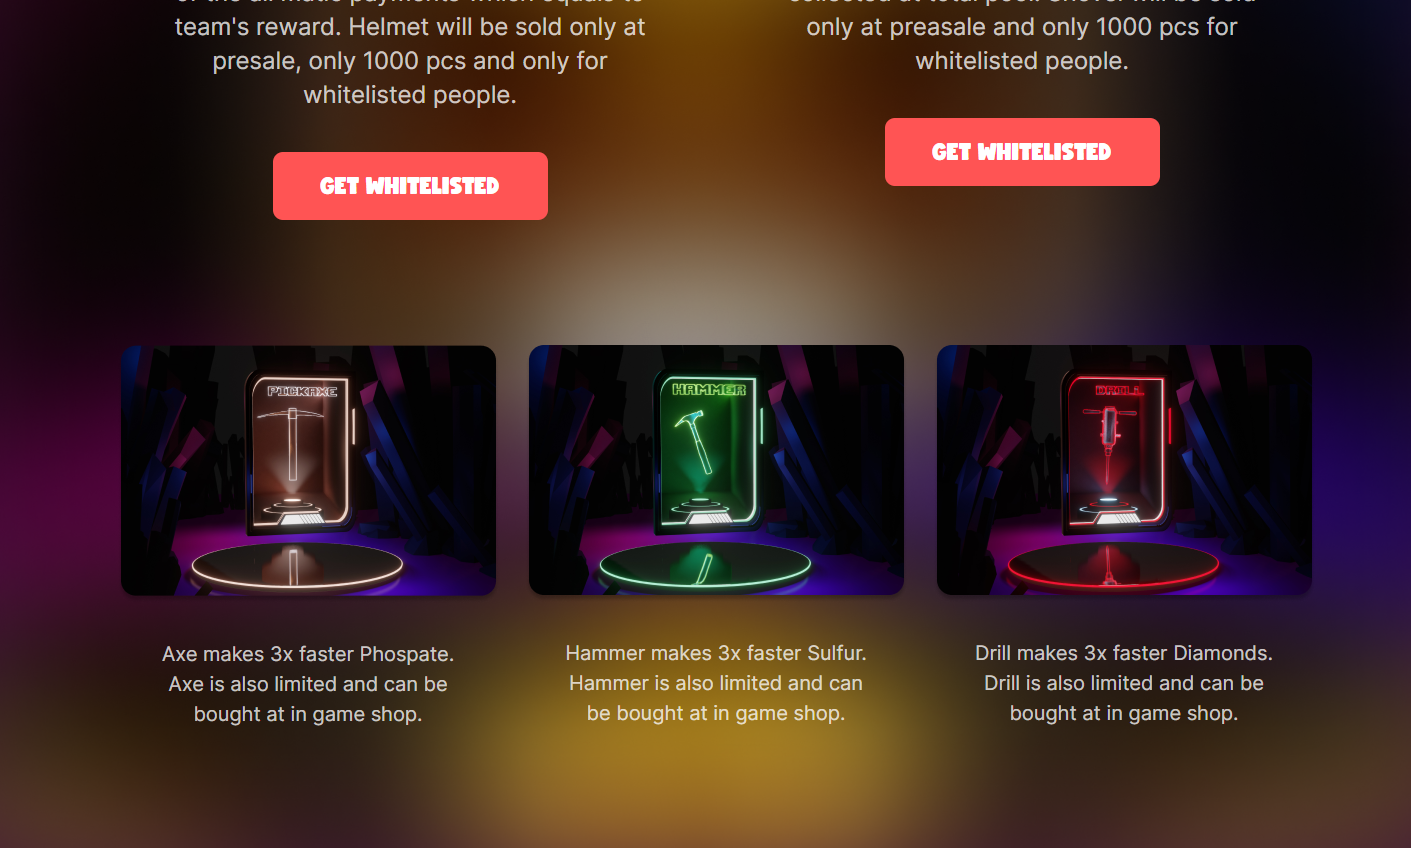 team's reward. Helmet will be sold only at
presale, only 1000 pcs and only for
whitelisted people.
GET WHITELISTED
only at preasale and only 1000 pcs for
whitelisted people.
GET WHITELISTED
PICKAXE
HAMMER
DRILL
Axe makes 3x faster Phospate.
Axe is also limited and can be
bought at in game shop.
Hammer makes 3x faster Sulfur.
Hammer is also limited and can
be bought at in game shop.
Drill makes 3x faster Diamonds.
Drill is also limited and can be
bought at in game shop.